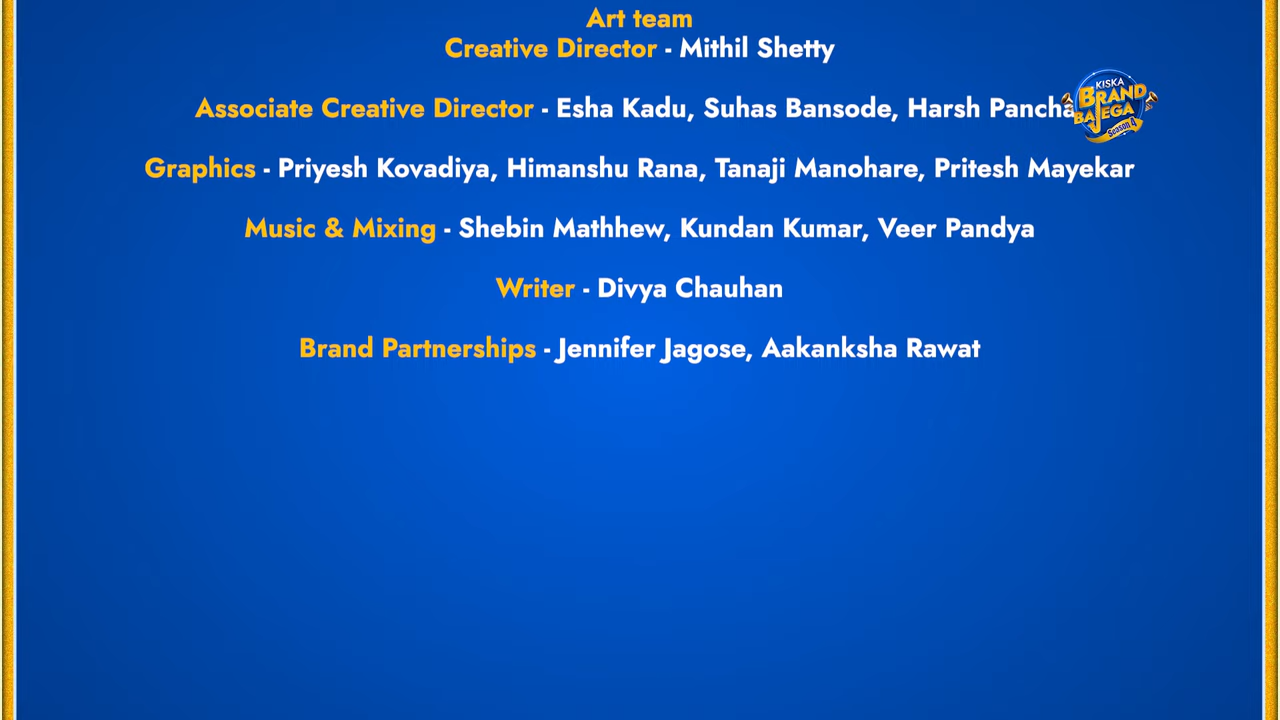 Art team
Creative Director - Mithil Shetty
Associate Creative Director - Esha Kadu, Suhas Bansode, Harsh
KISKA
BRAND
BAJEGA
Season 4
Graphics - Priyesh Kovadiya, Himanshu Rana, Tanaji Manohare, Pritesh Mayekar
Music & Mixing - Shebin Mathhew, Kundan Kumar, Veer Pandya
Writer - Divya Chauhan
Brand Partnerships - Jennifer Jagose, Aakanksha Rawat